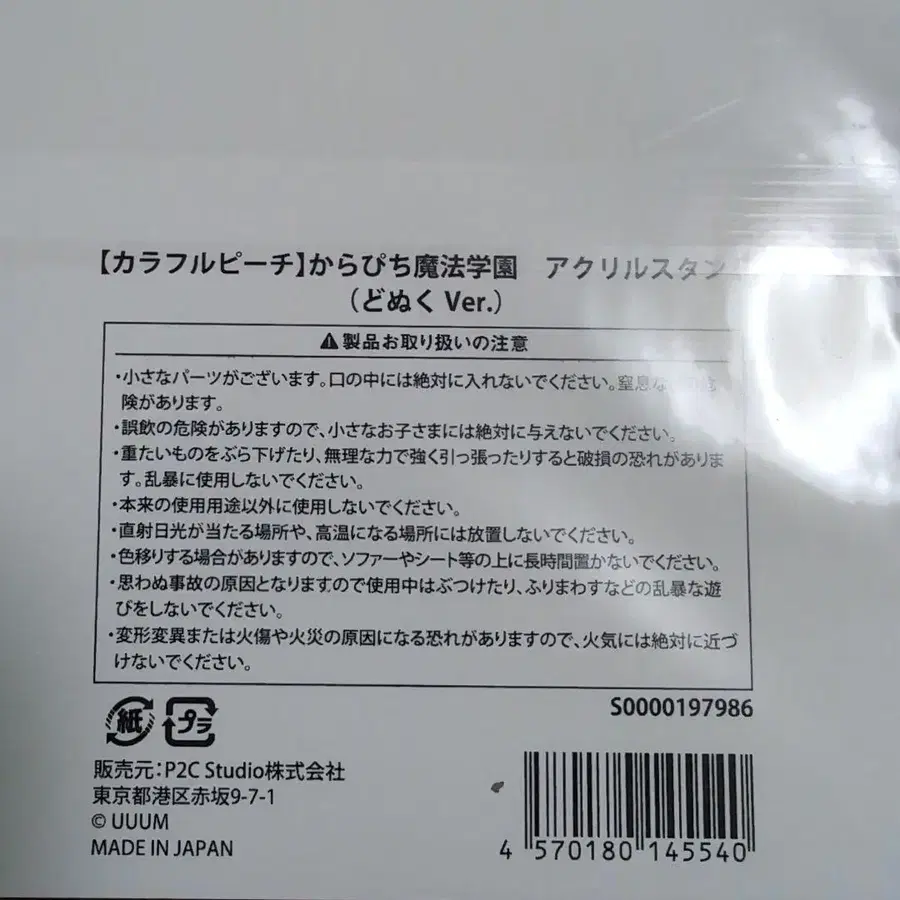 【カラフルピーチ】からぴち魔法学園　アクリルスタン
（どぬく Ver.）
⚠製品お取り扱いの注意
・小さなパーツがございます。口の中には絶対に入れないでください。窒息な
険があります。
・誤飲の危険がありますので、小さなお子さまには絶対に与えないでください。
・重たいものをぶら下げたり、無理な力で強く引っ張ったりすると破損の恐れがありま
す。乱暴に使用しないでください。
・本来の使用用途以外に使用しないでください。
・直射日光が当たる場所や、高温になる場所には放置しないでください。
・色移りする場合がありますので、ソファーやシート等の上に長時間置かないでください。
・思わぬ事故の原因となりますので使用中はぶつけたり、ふりまわすなどの乱暴な遊
びをしないでください。
・変形変異または火傷や火災の原因になる恐れがありますので、火気には絶対に近づ
けないでください。
S0000197986
紙 プラ
販売元：P2C Studio株式会社
東京都港区赤坂9-7-1
© UUUM
MADE IN JAPAN
4 570180 145540